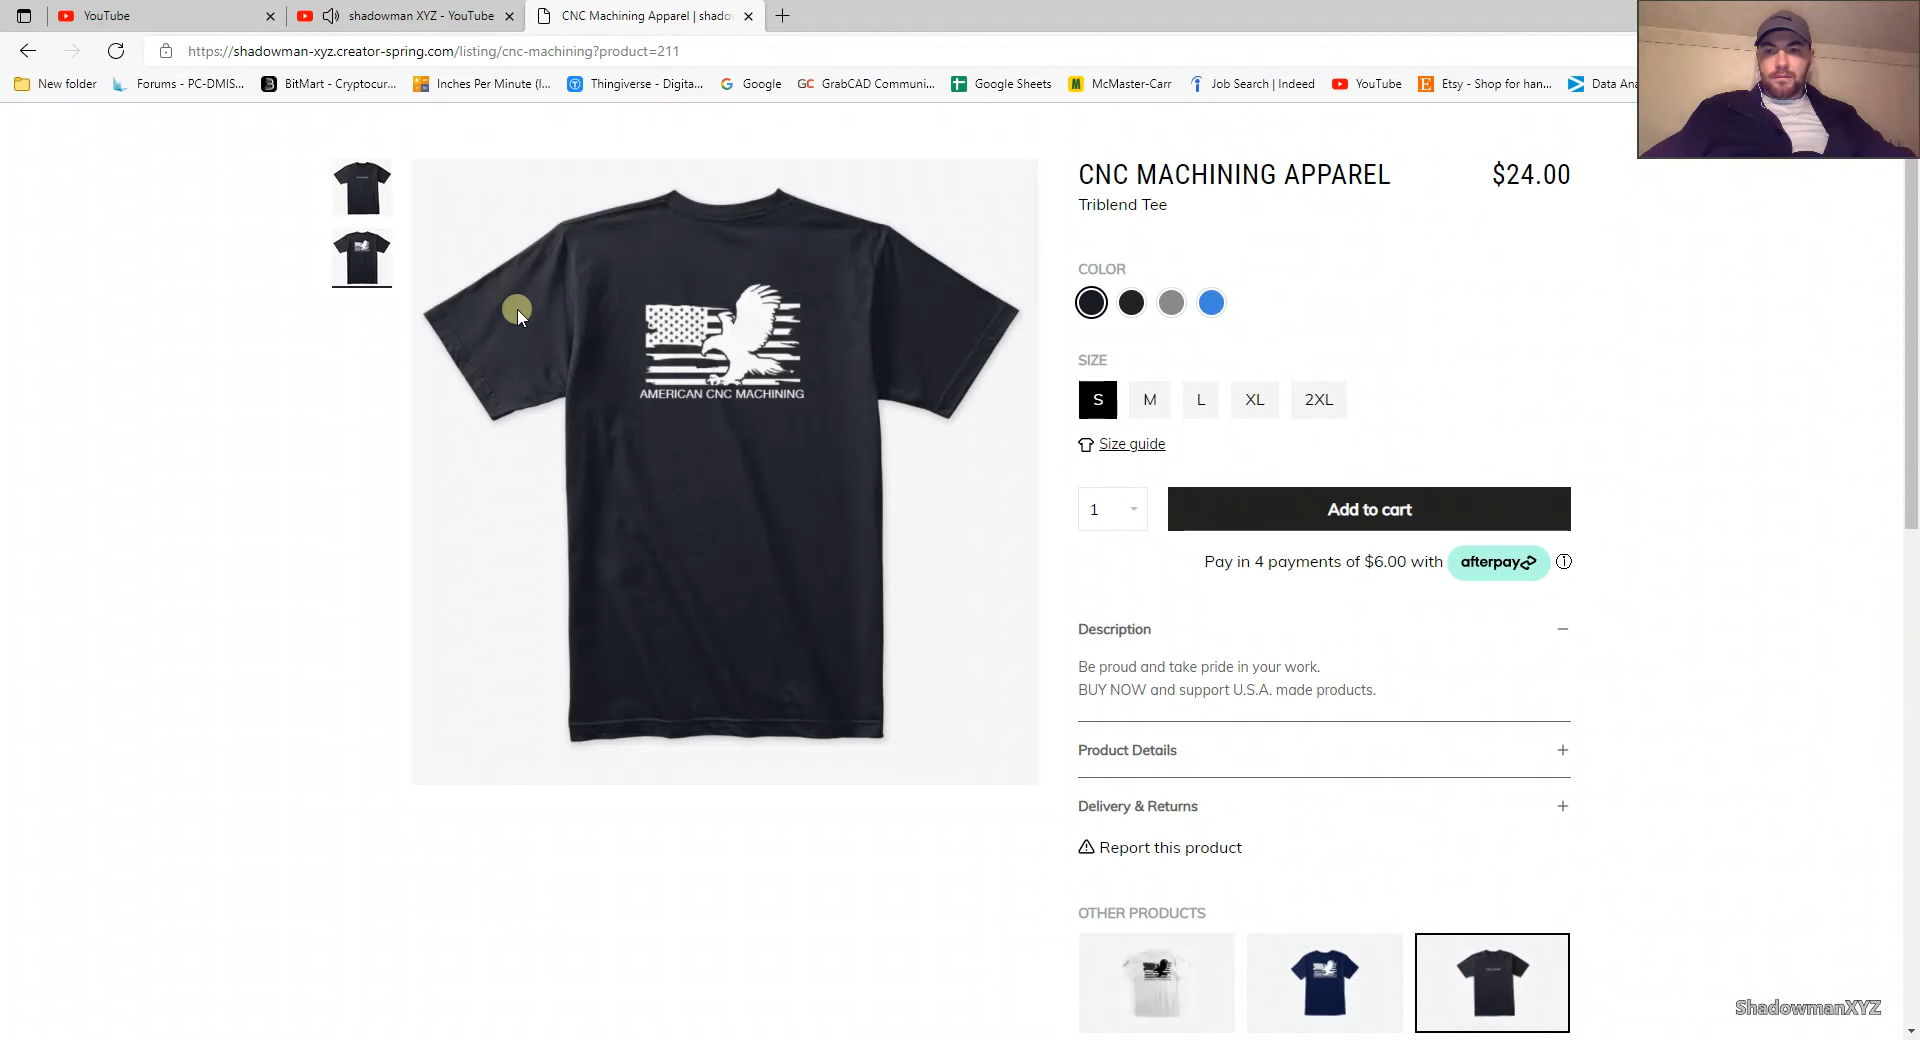 YouTube
shadowman XYZ - YouTube
CNC Machining Apparel | shado
https://shadowman-xyz.creator-spring.com/listing/cnc-machining?product=211
New folder
Forums - PC-DMIS...
BitMart - Cryptocur...
Inches Per Minute (I...
Thingiverse - Digita...
Google
GrabCAD Communi...
Google Sheets
McMaster-Carr
Job Search | Indeed
YouTube
Etsy - Shop for han...
Data Ana
AMERICAN CNC MACHINING
CNC MACHINING APPAREL
$24.00
Triblend Tee
COLOR
SIZE
S M L XL 2XL
Size guide
1
Add to cart
Pay in 4 payments of $6.00 with afterpay
Description
Be proud and take pride in your work.
BUY NOW and support U.S.A. made products.
Product Details
Delivery & Returns
Report this product
OTHER PRODUCTS
ShadowmanXYZ